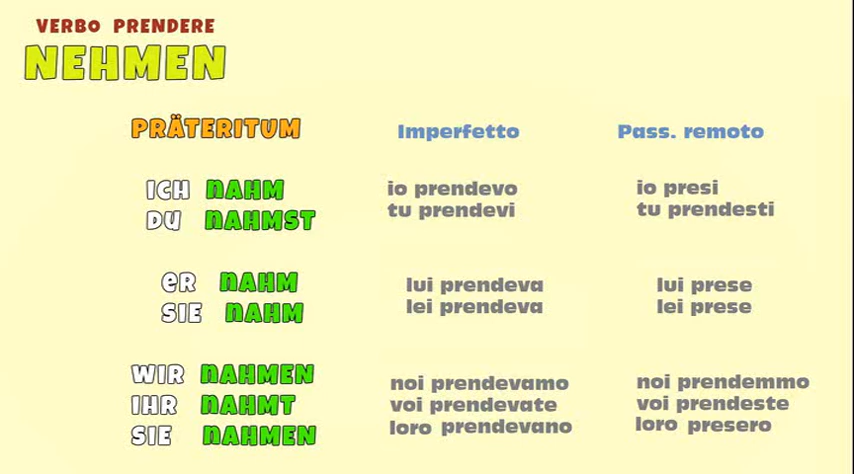 VERBO PRENDERE
NEHMEN
PRÄTERITUM Imperfetto Pass. remoto
ICH NAHM io prendevo io presi
DU NAHMST tu prendevi tu prendesti
ER NAHM lui prendeva lui prese
SIE NAHM lei prendeva lei prese
WIR NAHMEN noi prendevamo noi prendemmo
IHR NAHMT voi prendevate voi prendeste
SIE NAHMEN loro prendevano loro presero